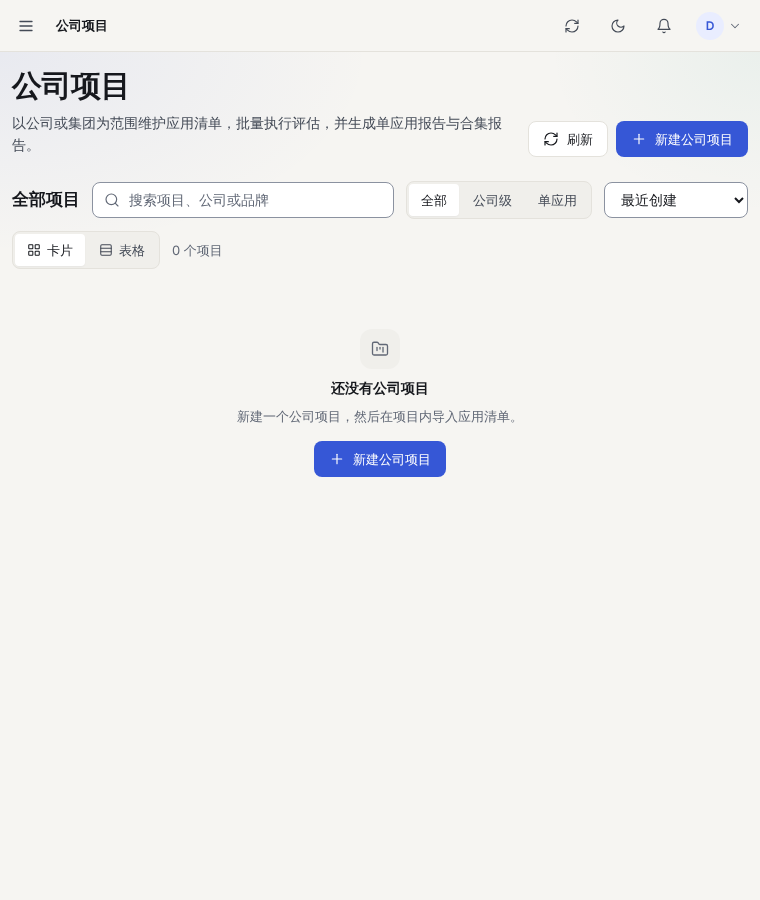 公司项目
D
公司项目
以公司或集团为范围维护应用清单，批量执行评估，并生成单应用报告与合集报
告。
刷新
新建公司项目
全部项目
搜索项目、公司或品牌
全部
公司级
单应用
最近创建
卡片
表格
0 个项目
还没有公司项目
新建一个公司项目，然后在项目内导入应用清单。
新建公司项目